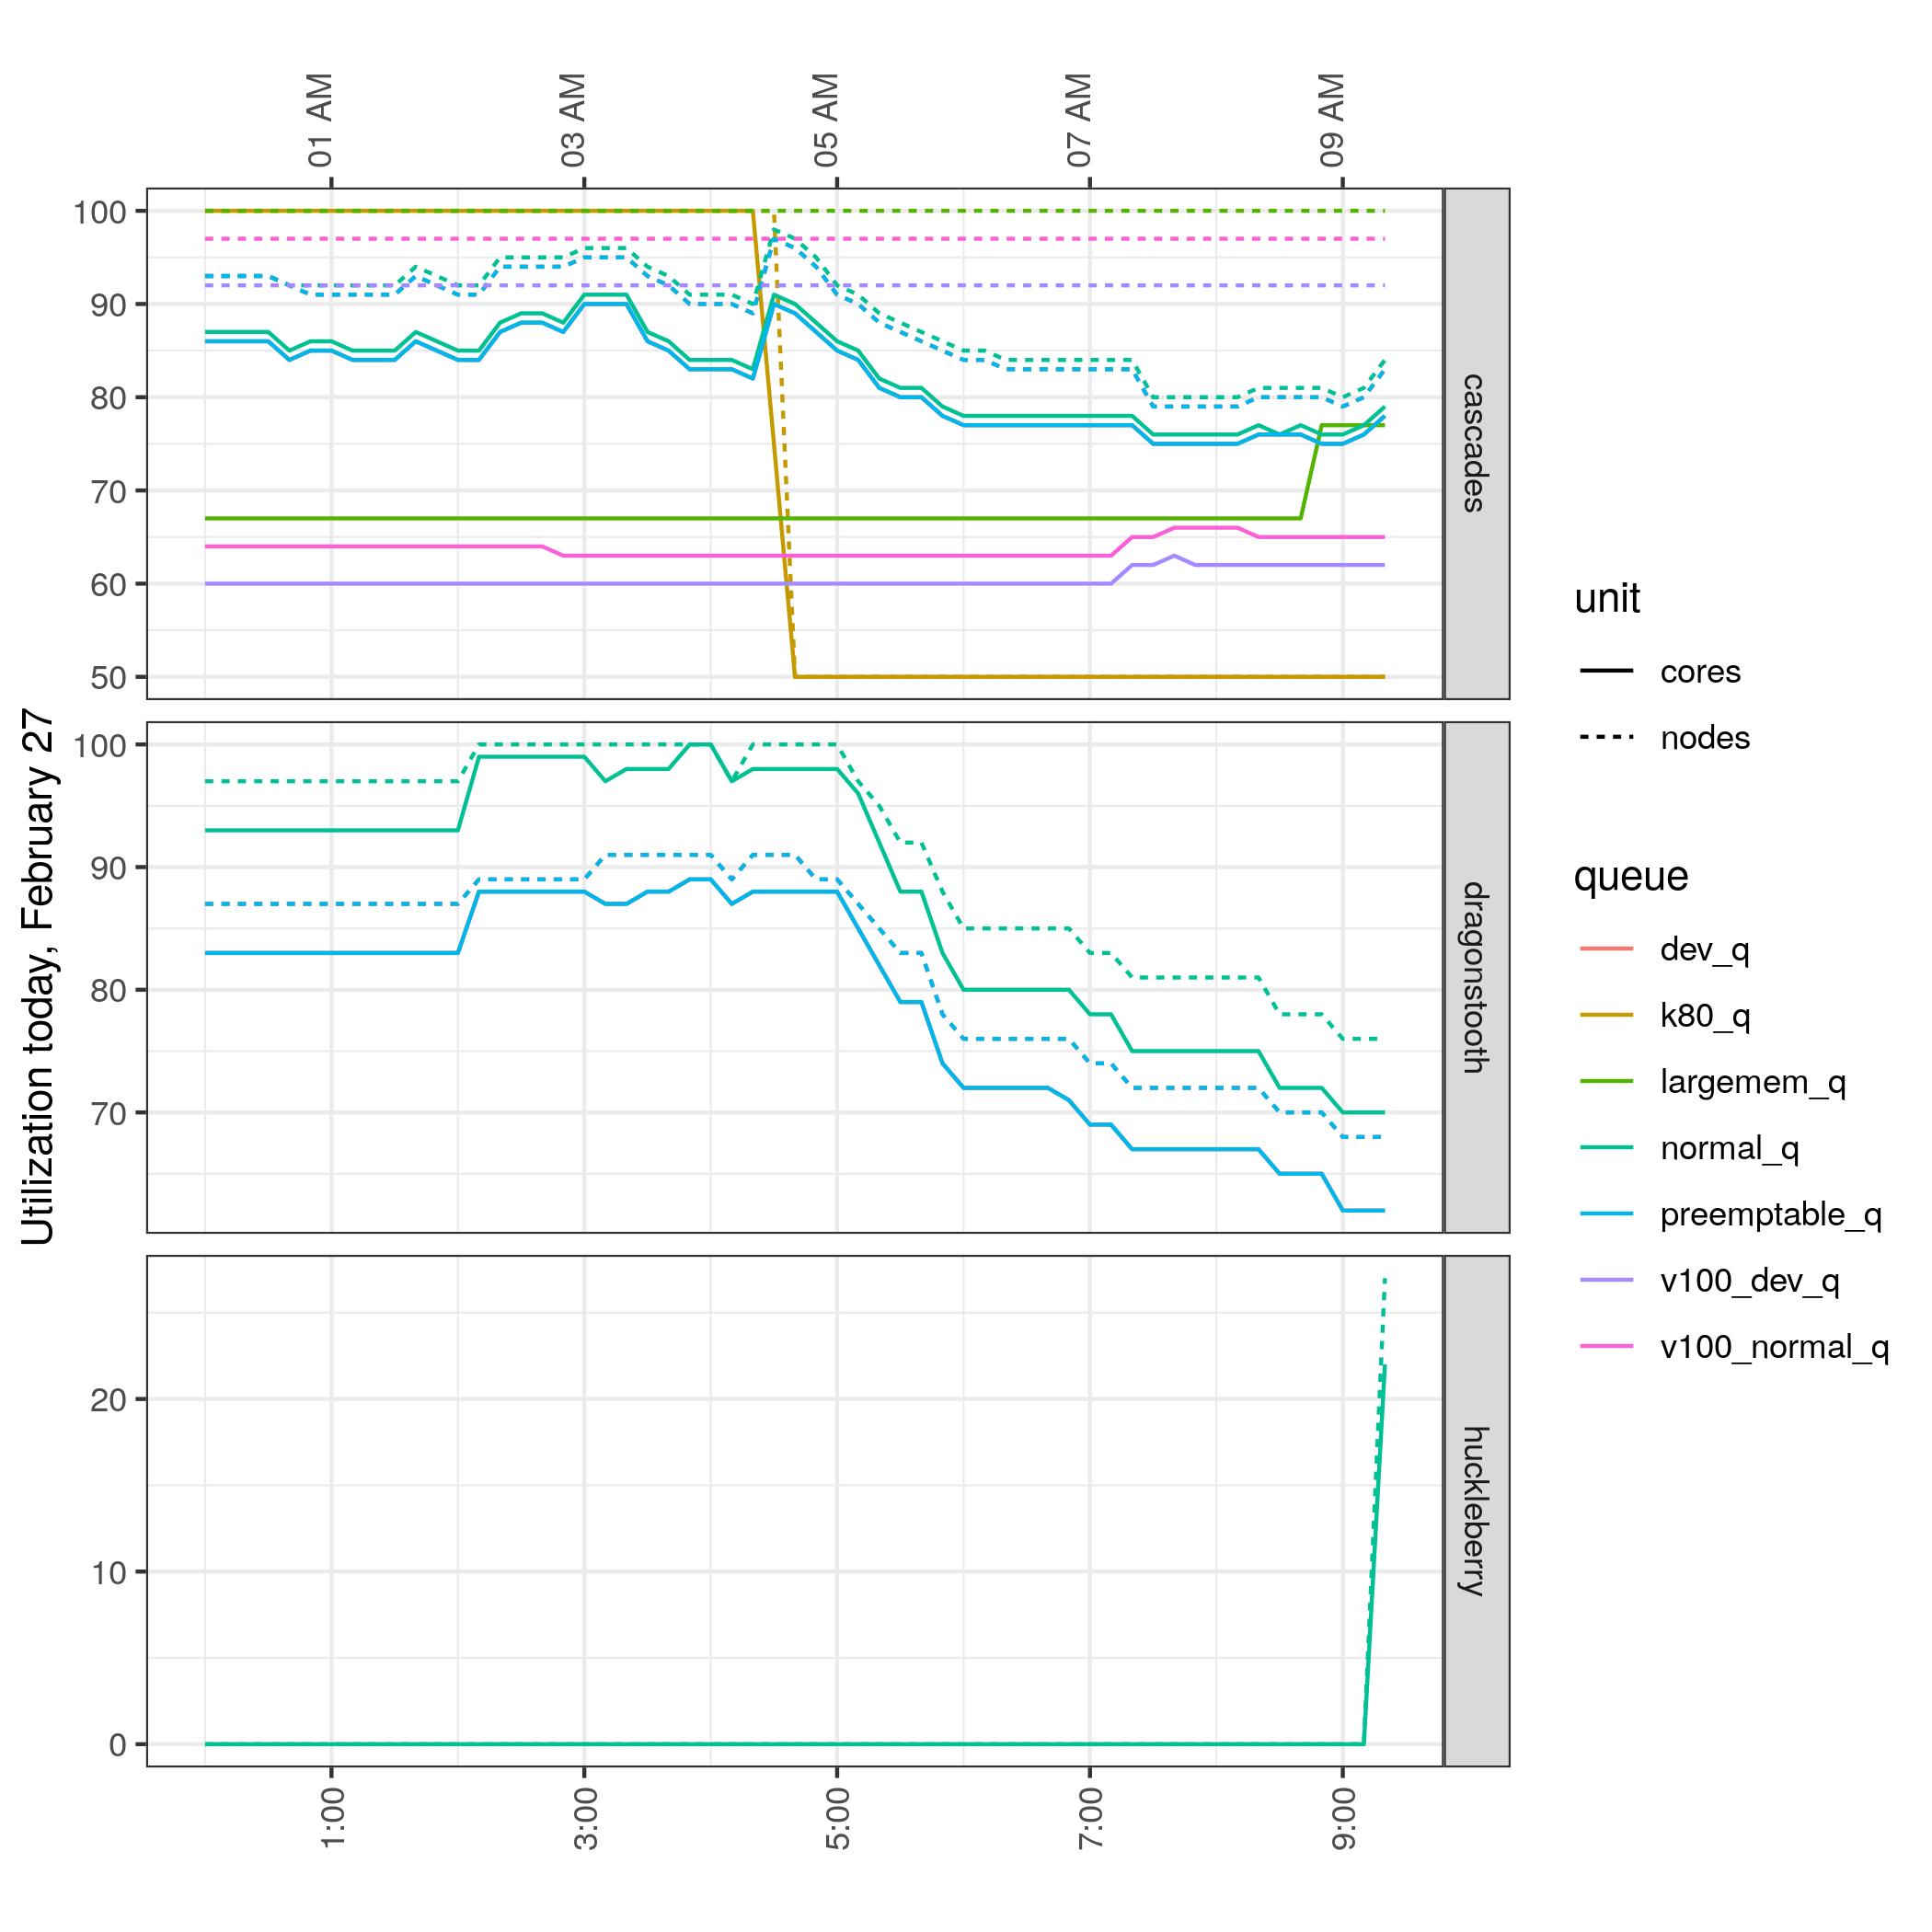 01 AM
03 AM
05 AM
07 AM
09 AM
Utilization today, February 27
100
90
80
70
60
50
cascades
100
90
80
70
dragonstooth
20
10
0
huckleberry
1:00
3:00
5:00
7:00
9:00
unit
cores
nodes
queue
dev_q
k80_q
largemem_q
normal_q
preemptable_q
v100_dev_q
v100_normal_q